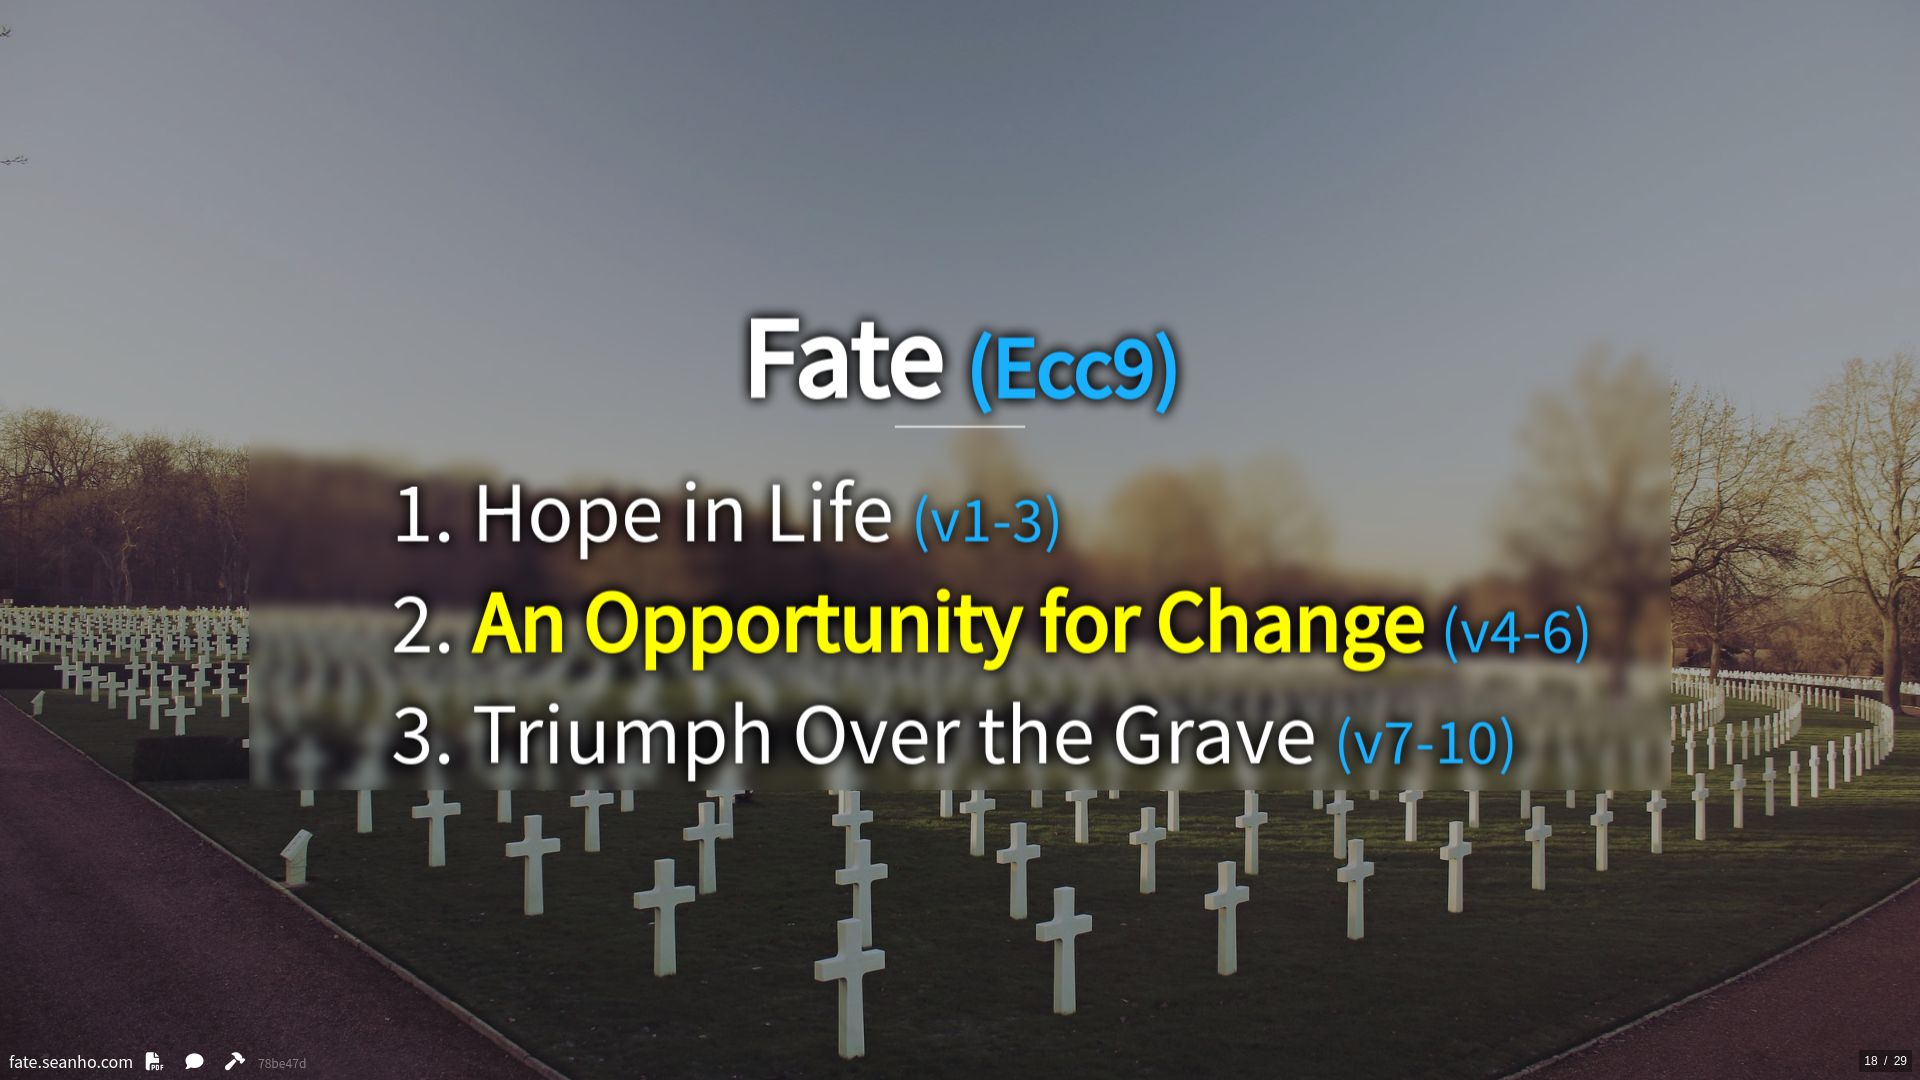 Fate (Ecc9)
1. Hope in Life (v1-3)
2. An Opportunity for Change (v4-6)
3. Triumph Over the Grave (v7-10)
fate.seanho.com PDF 78be47d
18 / 29